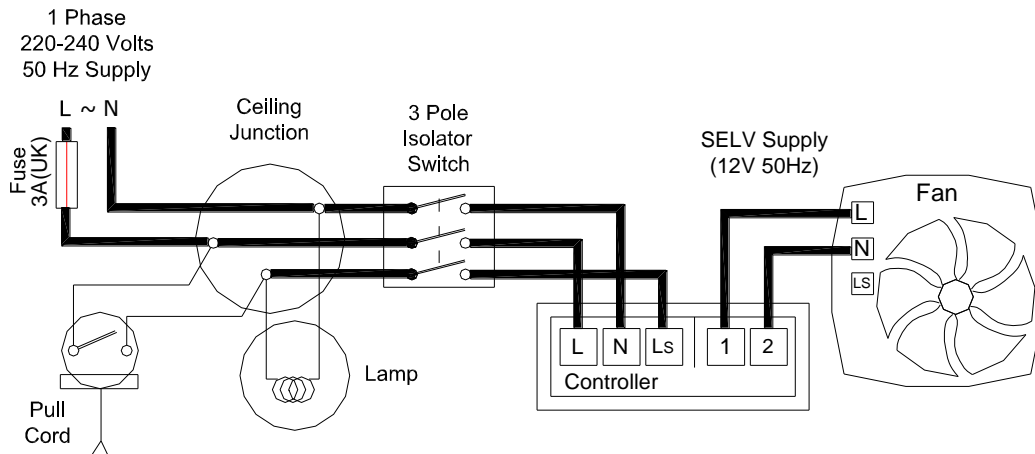 1 Phase
220-240 Volts
50 Hz Supply
L ~ N
Fuse
3A(UK)
Ceiling
Junction
3 Pole
Isolator
Switch
SELV Supply
(12V 50Hz)
Fan
L
N
LS
L
N
LS
1
2
Controller
Lamp
Pull
Cord